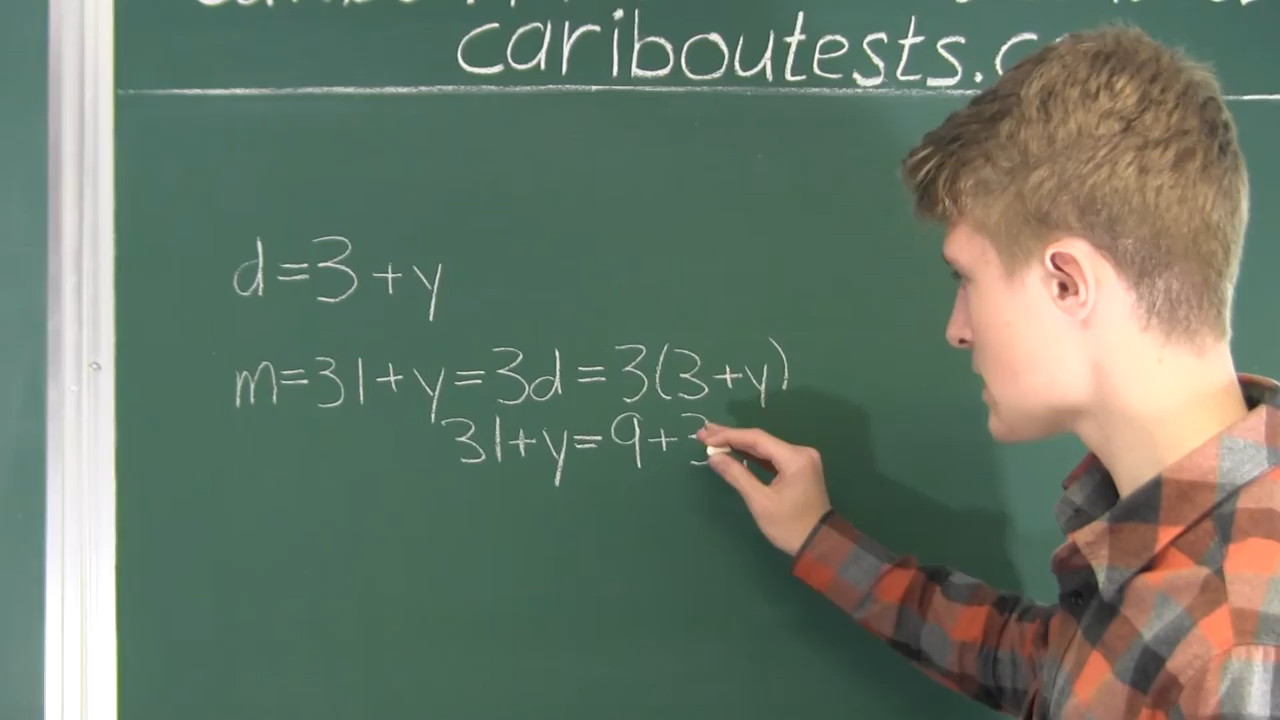 cariboutests.c
d=3+y
m=31+y=3d=3(3+y)
31+y=9+3